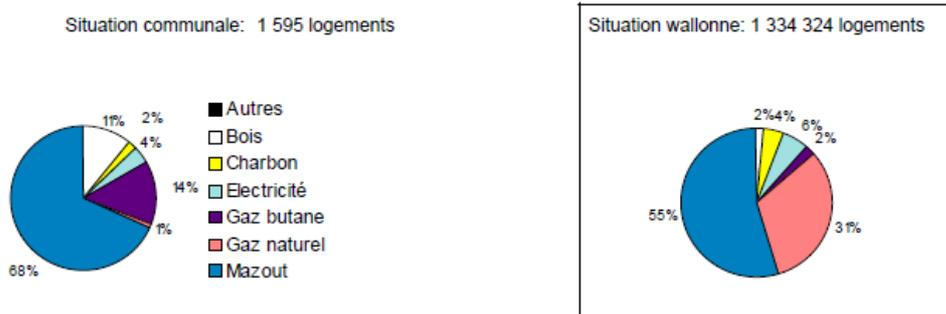 Situation communale: 1 595 logements
11%
2%
4%
14%
1%
68%
Autres
Bois
Charbon
Electricité
Gaz butane
Gaz naturel
Mazout
Situation wallonne: 1 334 324 logements
2%
4%
6%
2%
31%
55%